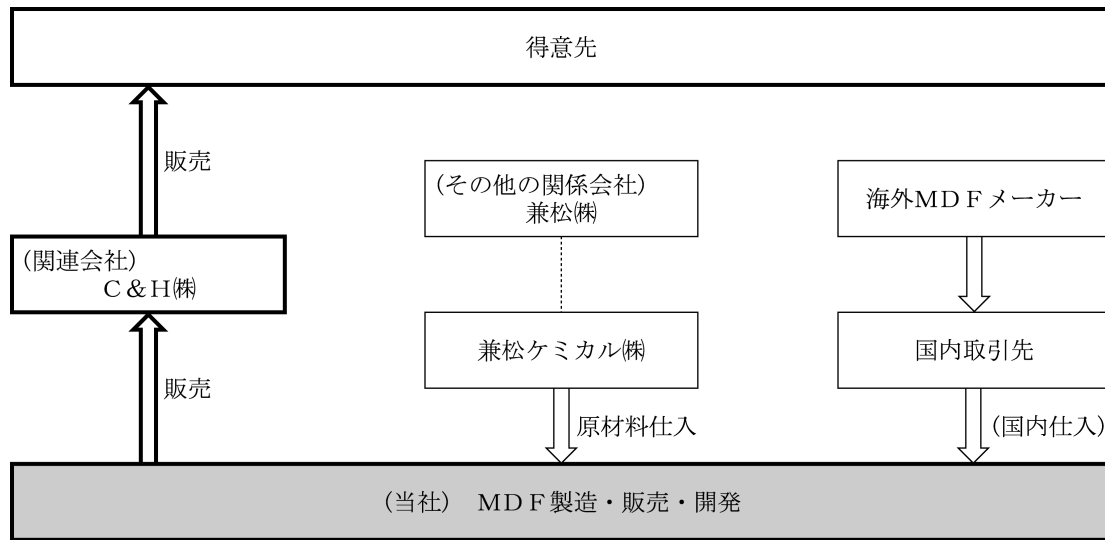 得意先
販売
(その他の関係会社)
兼松㈱
海外MDFメーカー
(関連会社)
C&H㈱
兼松ケミカル㈱
国内取引先
販売
原材料仕入
(国内仕入)
(当社) MDF製造・販売・開発